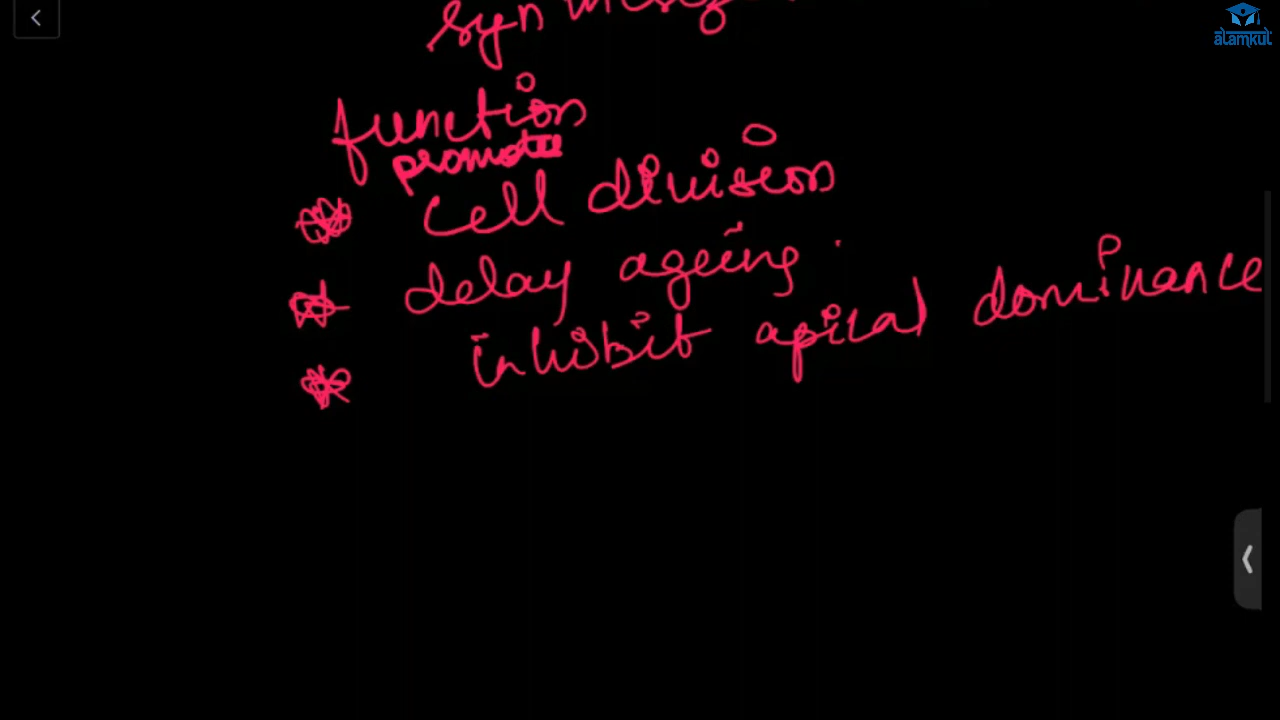 alamkul
function
promote
cell division
delay ageing
inhibit apical dominance